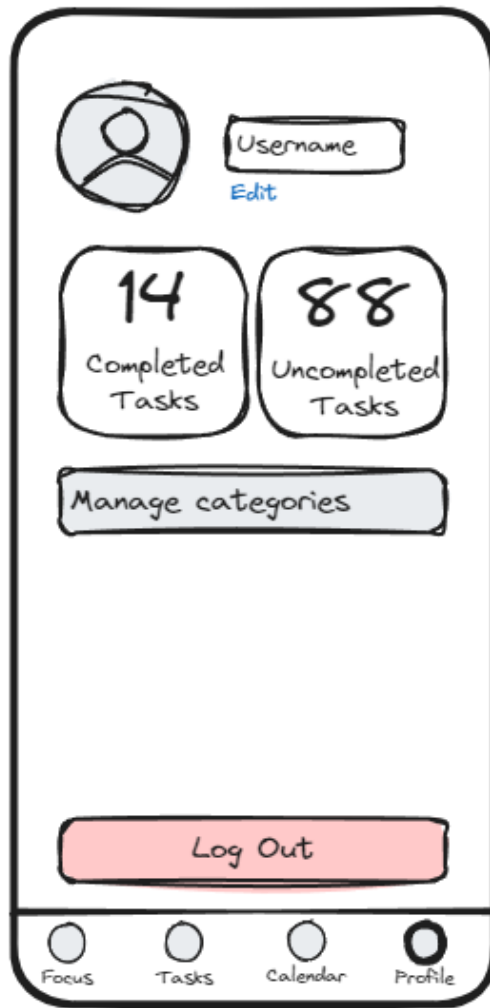 Username
Edit
14
Completed
Tasks
88
Uncompleted
Tasks
Manage categories
Log Out
Focus
Tasks
Calendar
Profile